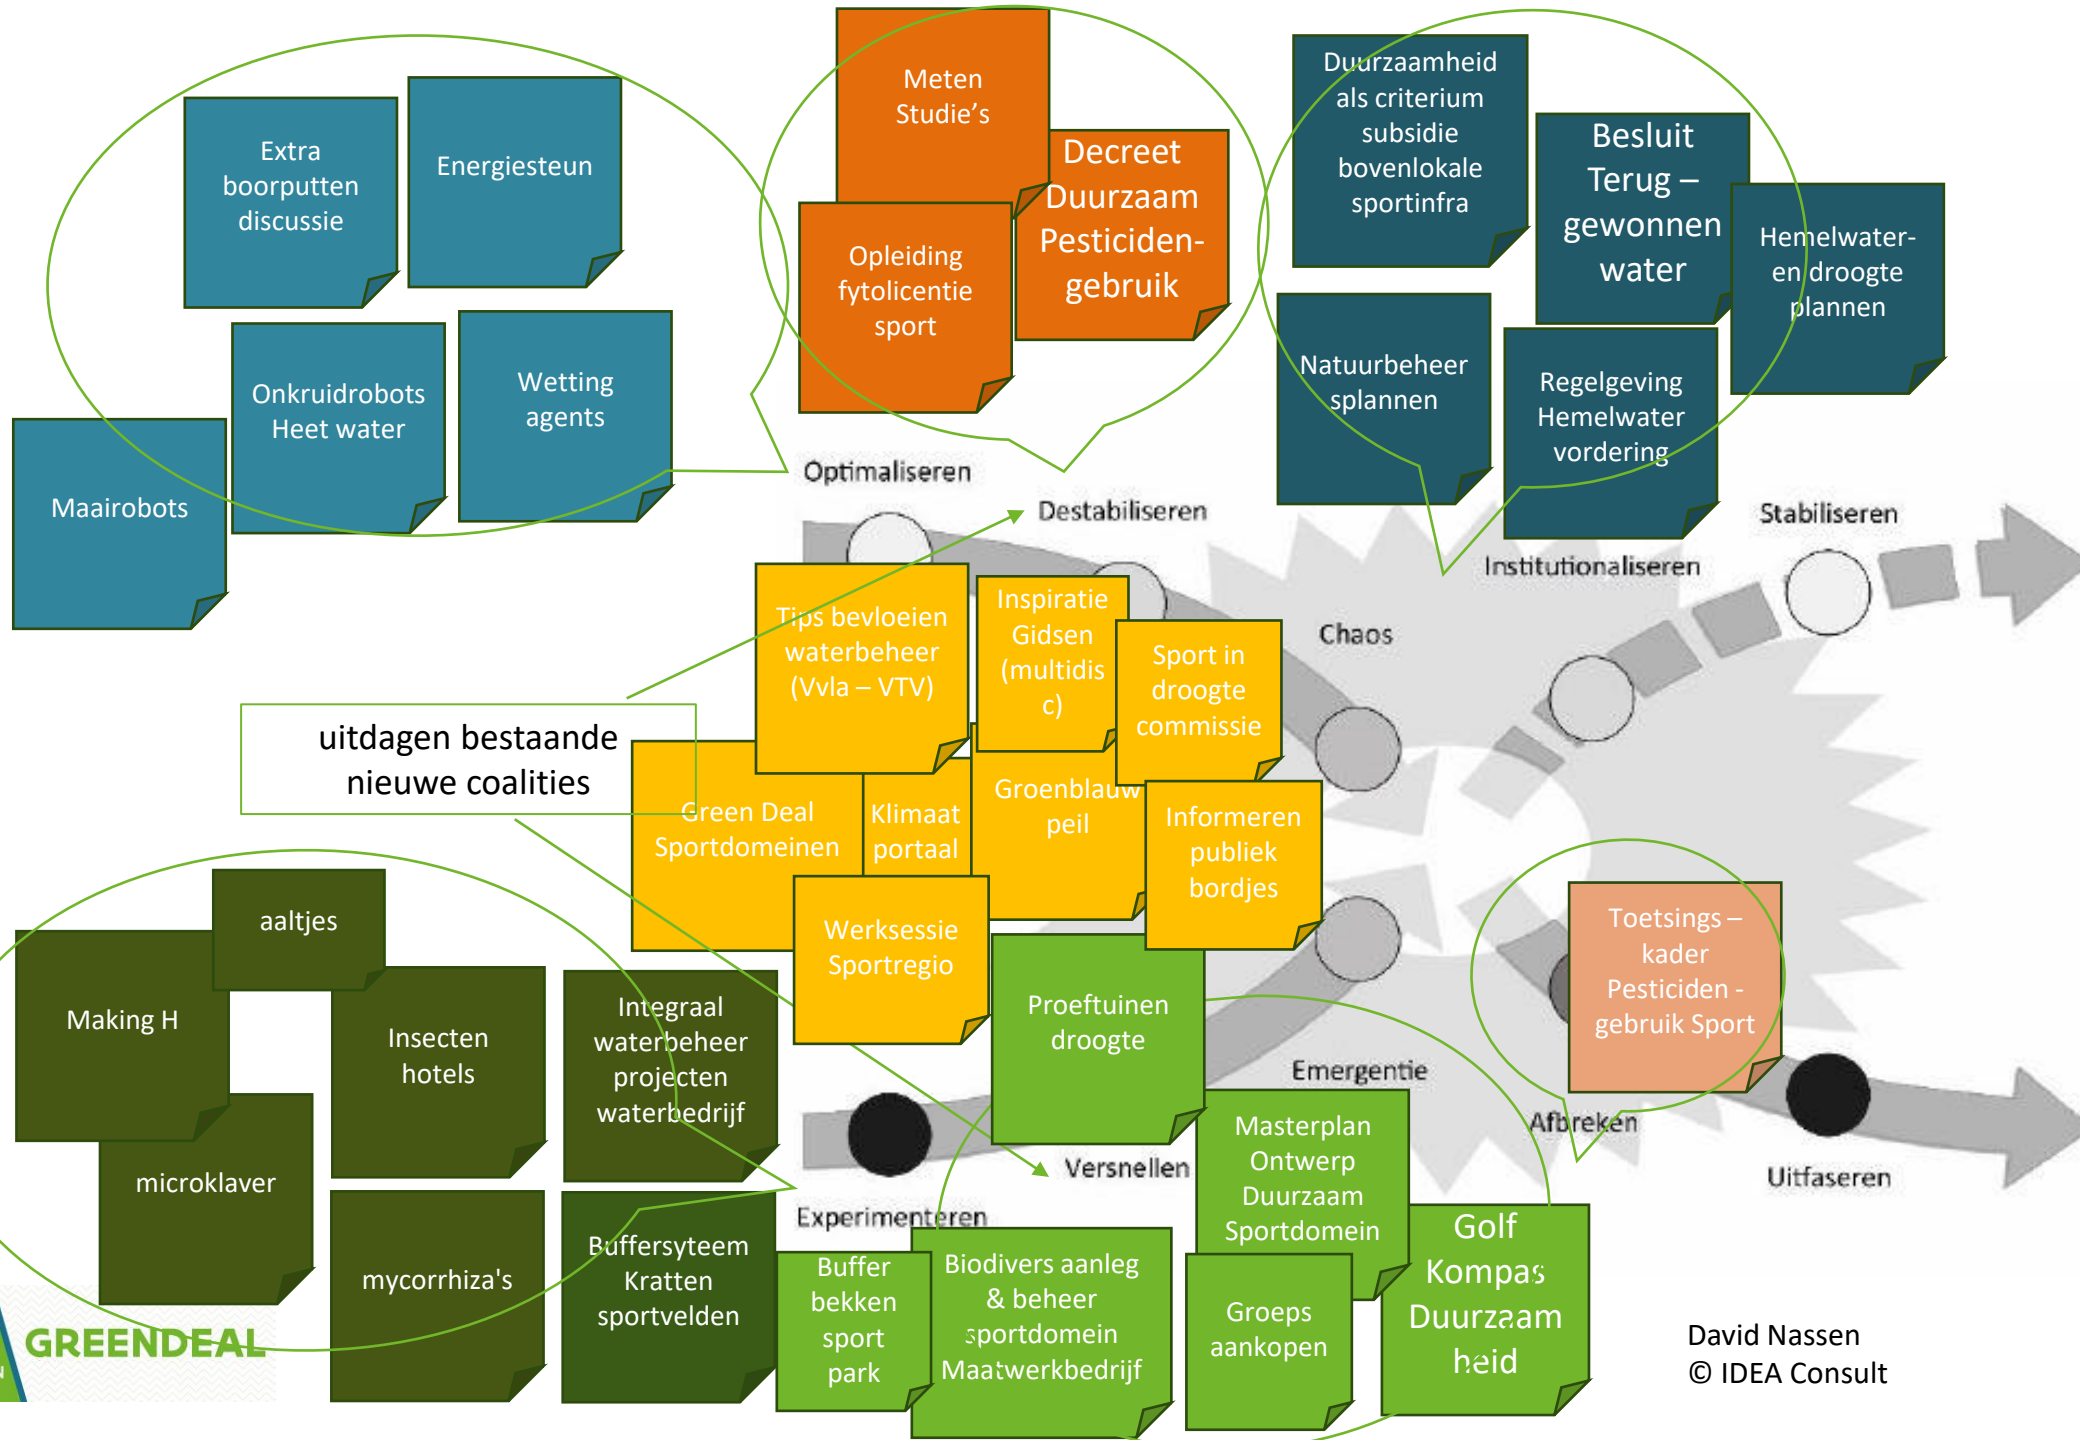 Extra
boorputten
discussie
Energiesteun
Onkruidrobots
Heet water
Wetting
agents
Maairobots
Meten
Studie's
Decreet
Duurzaam
Pesticiden-
gebruik
Opleiding
fytolicentie
sport
Duurzaamheid
als criterium
subsidie
bovenlokale
sportinfra
Besluit
Terug –
gewonnen
water
Hemelwater-
en droogte
plannen
Natuurbeheer
splannen
Regelgeving
Hemelwater
vordering
Optimaliseren
Destabiliseren
Chaos
Institutionaliseren
Stabiliseren
Tips bevloeien
waterbeheer
(Vvla – VTV)
Inspiratie
Gidsen
(multidis
c)
Sport in
droogte
commissie
uitdagen bestaande
nieuwe coalities
Green Deal
Sportdomeinen
Klimaat
portaal
Groenblauw
peil
Informeren
publiek
bordjes
Werksessie
Sportregio
Proeftuinen
droogte
Toetsings –
kader
Pesticiden -
gebruik Sport
aaltjes
Making H
Insecten
hotels
Integraal
waterbeheer
projecten
waterbedrijf
microklaver
mycorrhiza's
Buffersyteem
Kratten
sportvelden
Emergentie
Afbreken
Versnellen
Uitfaseren
Experimenteren
Masterplan
Ontwerp
Duurzaam
Sportdomein
Buffer
bekken
sport
park
Biodivers aanleg
& beheer
sportdomein
Maatwerkbedrijf
Groeps
aankopen
Golf
Kompas
Duurzaam
heid
GREENDEAL
N
David Nassen
© IDEA Consult